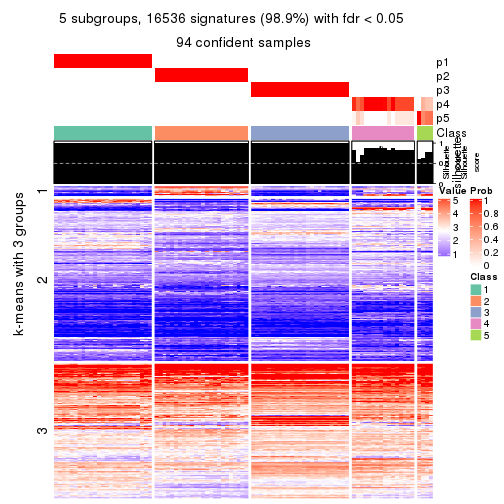 5 subgroups, 16536 signatures (98.9%) with fdr < 0.05
94 confident samples
p1
p2
p3
p4
p5
Class
1
0
Silhouette
silhouette
Silhouette
score
k-means with 3 groups
1
2
3
Value
5
4
3
2
1
Prob
1
0.8
0.6
0.4
0.2
0
Class
1
2
3
4
5